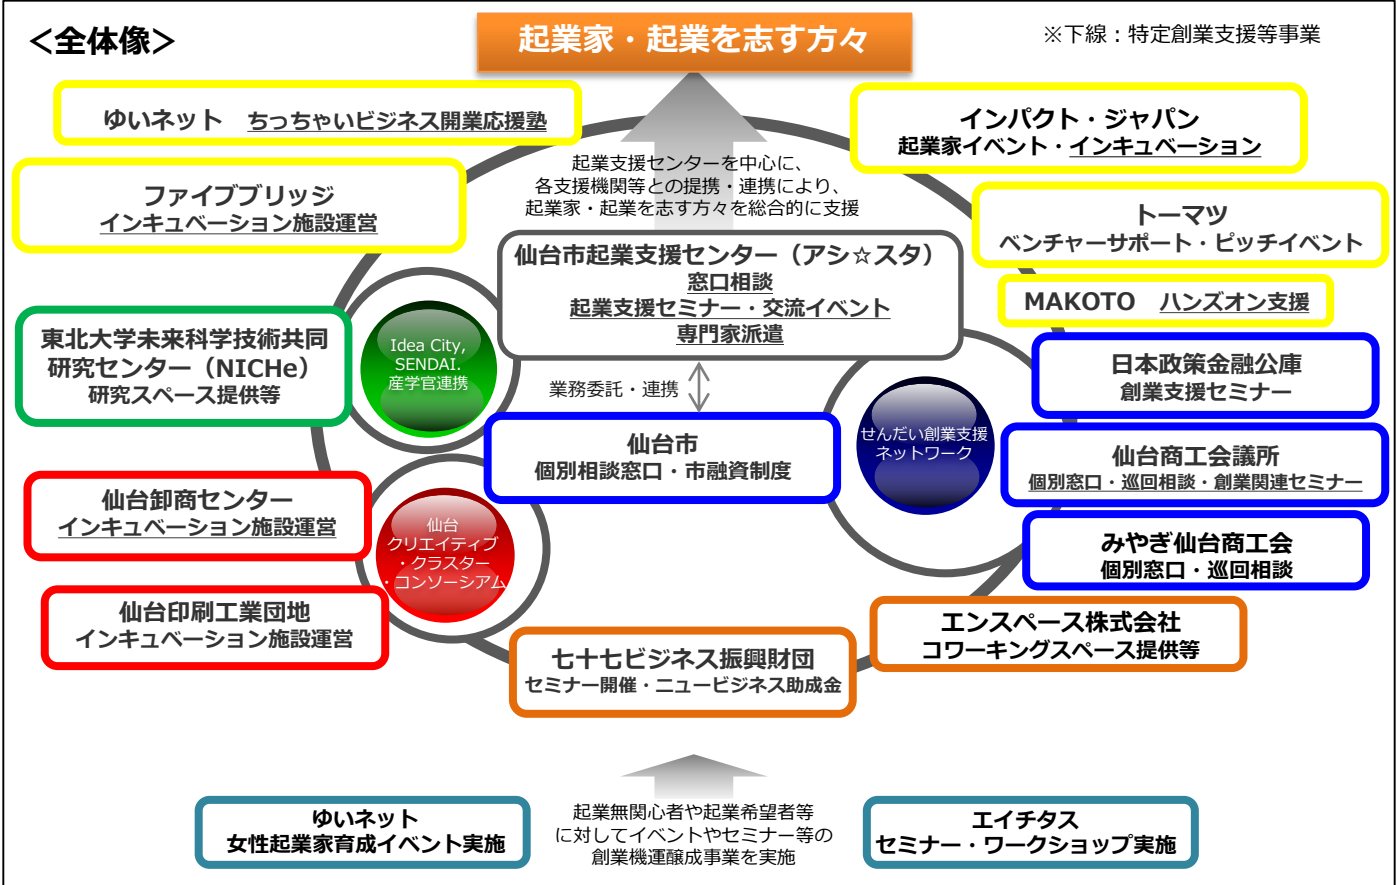 ＜全体像＞
起業家・起業を志す方々
※下線：特定創業支援等事業
ゆいネット　ちっちゃいビジネス開業応援塾
インパクト・ジャパン
起業家イベント・インキュベーション
起業支援センターを中心に、
各支援機関等との提携・連携により、
起業家・起業を志す方々を総合的に支援
ファイブブリッジ
インキュベーション施設運営
トーマツ
ベンチャーサポート・ピッチイベント
仙台市起業支援センター（アシ☆スタ）
窓口相談
起業支援セミナー・交流イベント
専門家派遣
MAKOTO　ハンズオン支援
東北大学未来科学技術共同
研究センター（NICHe）
研究スペース提供等
Idea City,
SENDAI.
産学官連携
業務委託・連携
日本政策金融公庫
創業支援セミナー
仙台市
個別相談窓口・市融資制度
せんだい創業支援
ネットワーク
仙台商工会議所
個別窓口・巡回相談・創業関連セミナー
仙台卸商センター
インキュベーション施設運営
仙台
クリエイティブ
・クラスター
・コンソーシアム
みやぎ仙台商工会
個別窓口・巡回相談
仙台印刷工業団地
インキュベーション施設運営
エンスペース株式会社
コワーキングスペース提供等
七十七ビジネス振興財団
セミナー開催・ニュービジネス助成金
ゆいネット
女性起業家育成イベント実施
起業無関心者や起業希望者等
に対してイベントやセミナー等の
創業機運醸成事業を実施
エイチタス
セミナー・ワークショップ実施